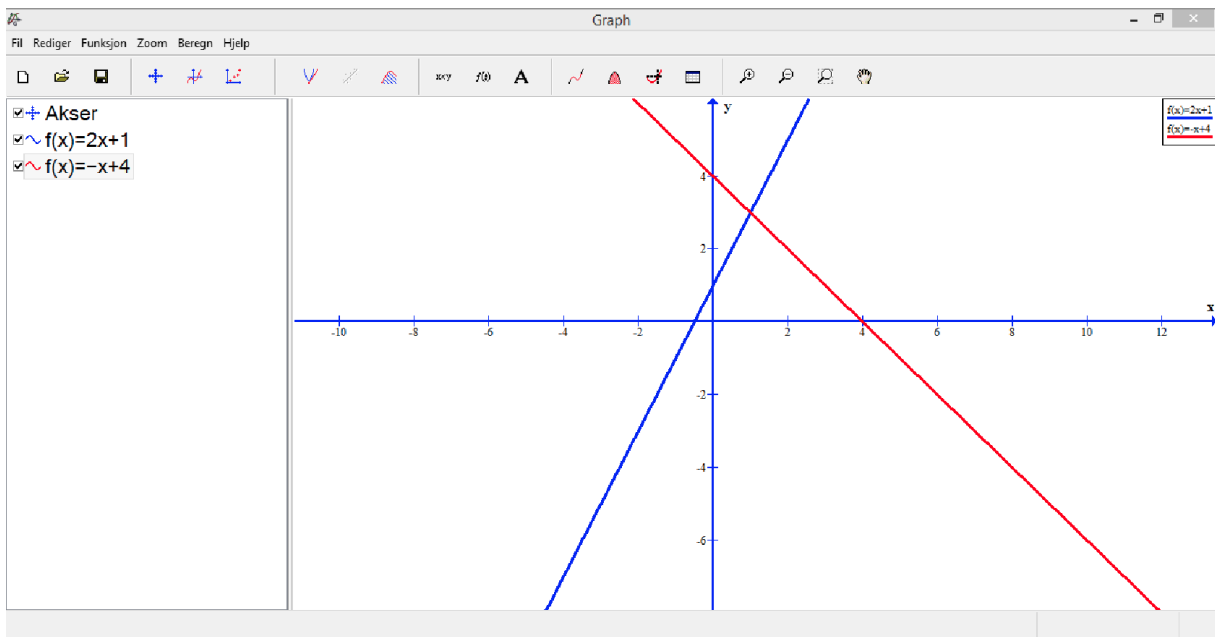 Graph
Fil Rediger Funksjon Zoom Beregn Hjelp
x<y f(x) A
Akser
f(x)=2x+1
f(x)=−x+4
y
f(x)=2x+1
f(x)=-x+4
4
2
x
-10 -8 -6 -4 -2 2 4 6 8 10 12
-2
-4
-6